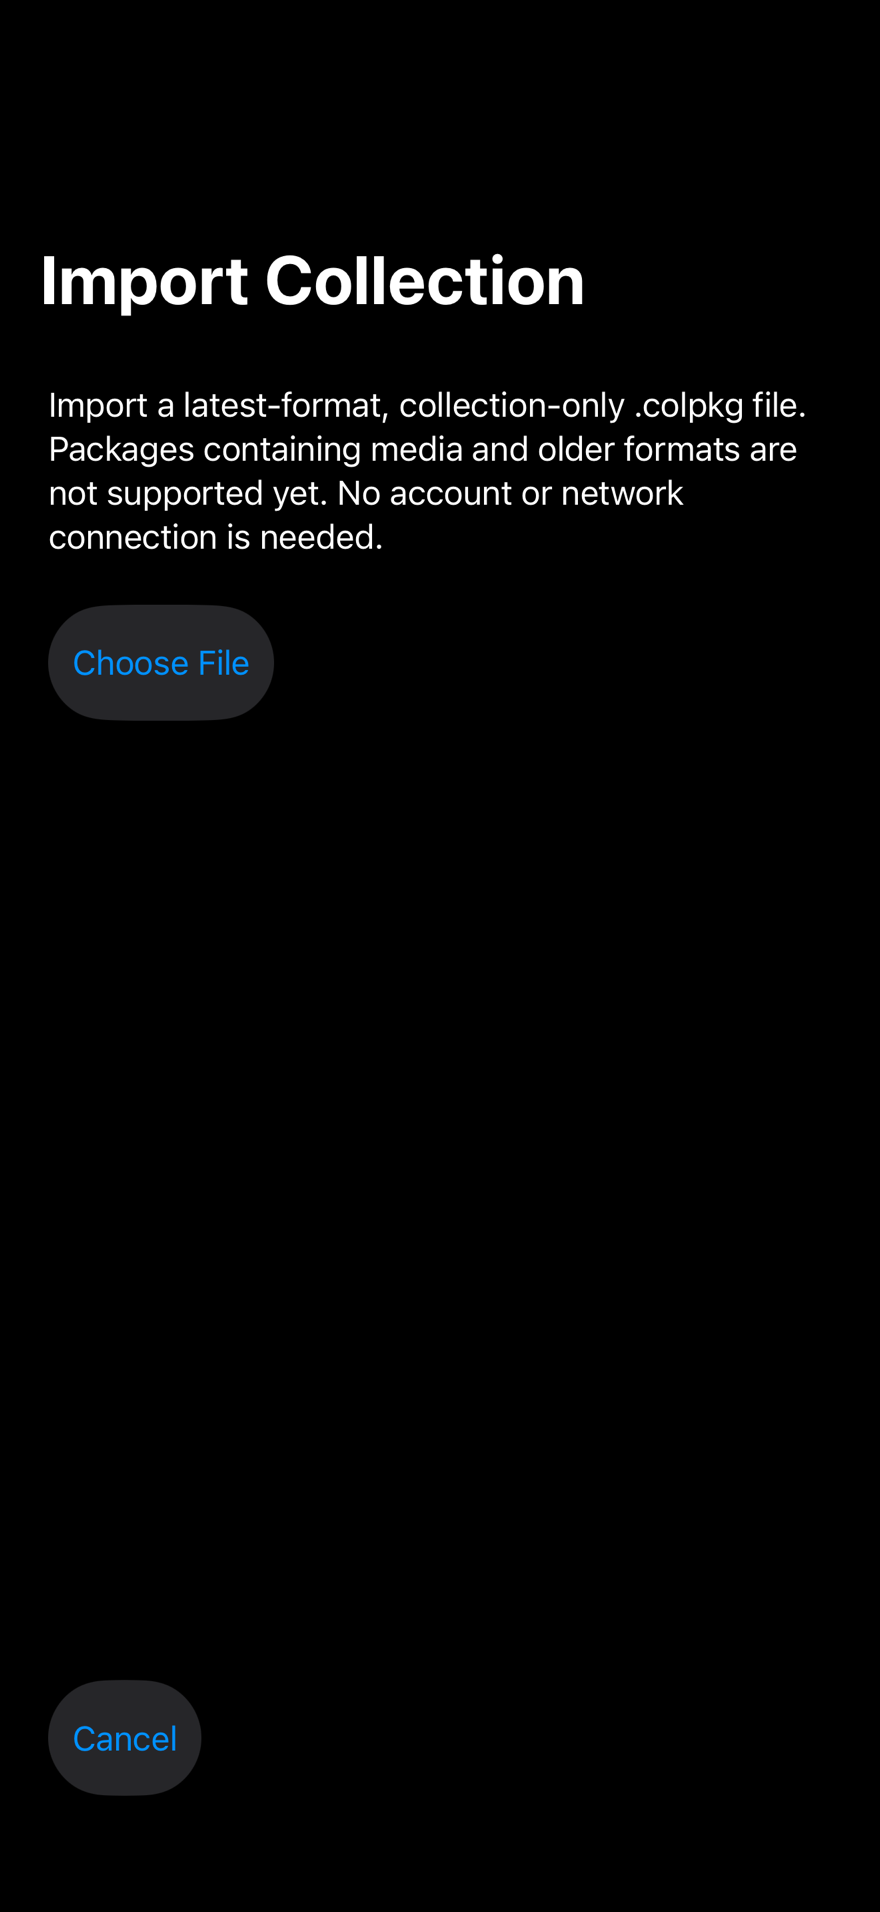 Import Collection
Import a latest-format, collection-only .colpkg file.
Packages containing media and older formats are
not supported yet. No account or network
connection is needed.
Choose File
Cancel